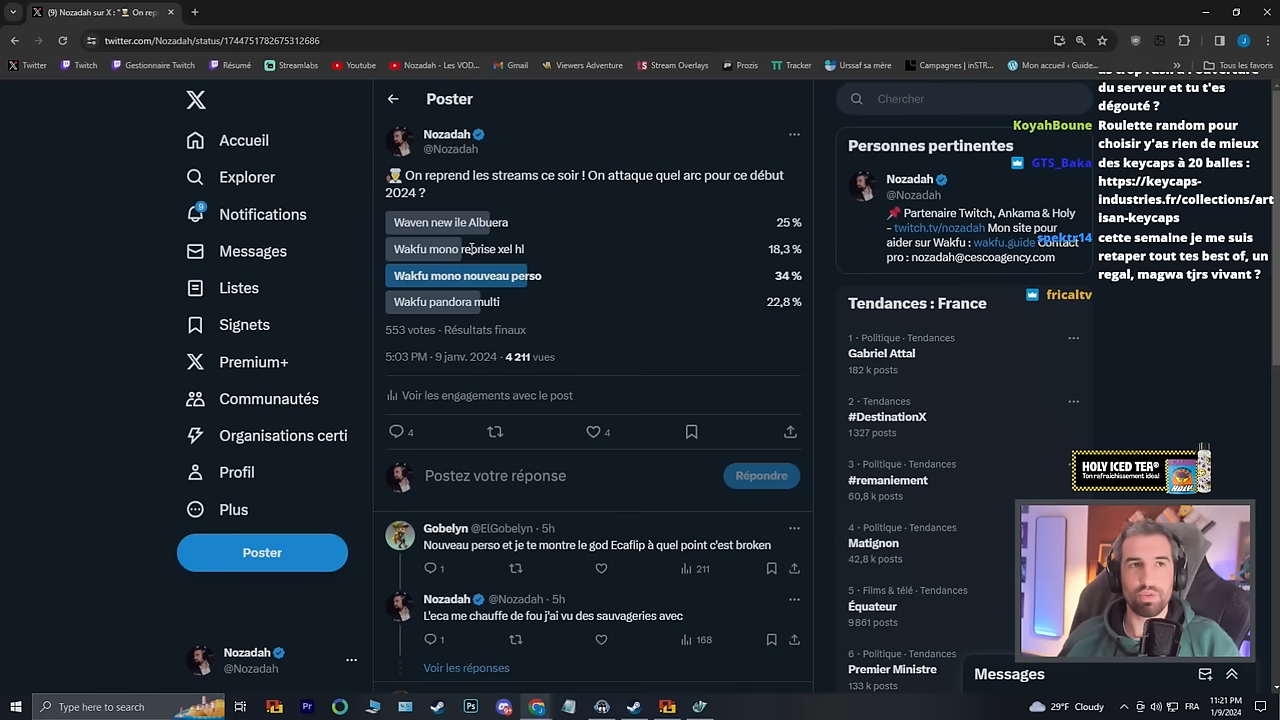 (9) Nozadah sur X : "👨‍🍳 On rep
twitter.com/Nozadah/status/1744751782675312686
Twitter
Twitch
Gestionnaire Twitch
Résumé
Streamlabs
Youtube
Nozadah - Les VOD...
Gmail
Viewers Adventure
Stream Overlays
Prozis
Tracker
Urssaf sa mère
Campagnes | inSTR...
Mon accueil ‹ Guide...
Tous les favoris
Accueil
Explorer
9
Notifications
Messages
Listes
Signets
Premium+
Communautés
Organisations certi
Profil
Plus
Poster
Nozadah
@Nozadah
Poster
Nozadah
@Nozadah
👨‍🍳On reprend les streams ce soir ! On attaque quel arc pour ce début
2024 ?
Waven new ile Albuera 25 %
Wakfu mono reprise xel hl 18,3 %
Wakfu mono nouveau perso 34 %
Wakfu pandora multi 22,8 %
553 votes · Résultats finaux
5:03 PM · 9 janv. 2024 · 4 211 vues
Voir les engagements avec le post
4
4
Postez votre réponse
Répondre
Gobelyn @ElGobelyn · 5h
Nouveau perso et je te montre le god Ecaflip à quel point c'est broken
1 211
Nozadah @Nozadah · 5h
L'eca me chauffe de fou j'ai vu des sauvageries avec
1 168
Voir les réponses
Chercher
Personnes pertinentes
Nozadah
@Nozadah
📌 Partenaire Twitch, Ankama & Holy
- twitch.tv/nozadah Mon site pour
aider sur Wakfu : wakfu.guide Contact
pro : nozadah@cescoagency.com
Tendances : France
1 · Politique · Tendances
Gabriel Attal
182 k posts
2 · Tendances
#DestinationX
1 327 posts
3 · Politique · Tendances
#remaniement
60,8 k posts
4 · Politique · Tendances
Matignon
42,8 k posts
5 · Films & télé · Tendances
Équateur
9 861 posts
6 · Politique · Tendances
Premier Ministre
133 k posts
Messages
du serveur et tu t'es
dégouté ?
KoyahBoune Roulette random pour
choisir y'as rien de mieux
GTS_Baka des keycaps à 20 balles :
https://keycaps-
industries.fr/collections/art
isan-keycaps
spektr14 cette semaine je me suis
retaper tout tes best of, un
regal, magwa tjrs vivant ?
fricaltv
HOLY ICED TEA®
Ton rafraichissement ideal
Type here to search
29°F Cloudy
FRA
11:21 PM
1/9/2024